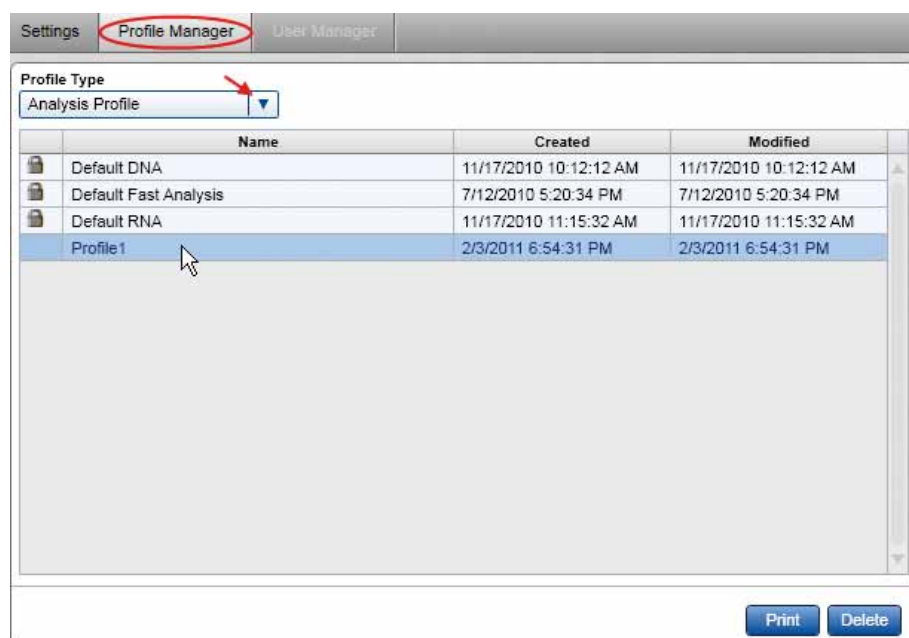 Settings Profile Manager User Manager
Profile Type
Analysis Profile
Name Created Modified
Default DNA 11/17/2010 10:12:12 AM 11/17/2010 10:12:12 AM
Default Fast Analysis 7/12/2010 5:20:34 PM 7/12/2010 5:20:34 PM
Default RNA 11/17/2010 11:15:32 AM 11/17/2010 11:15:32 AM
Profile1 2/3/2011 6:54:31 PM 2/3/2011 6:54:31 PM
Print Delete